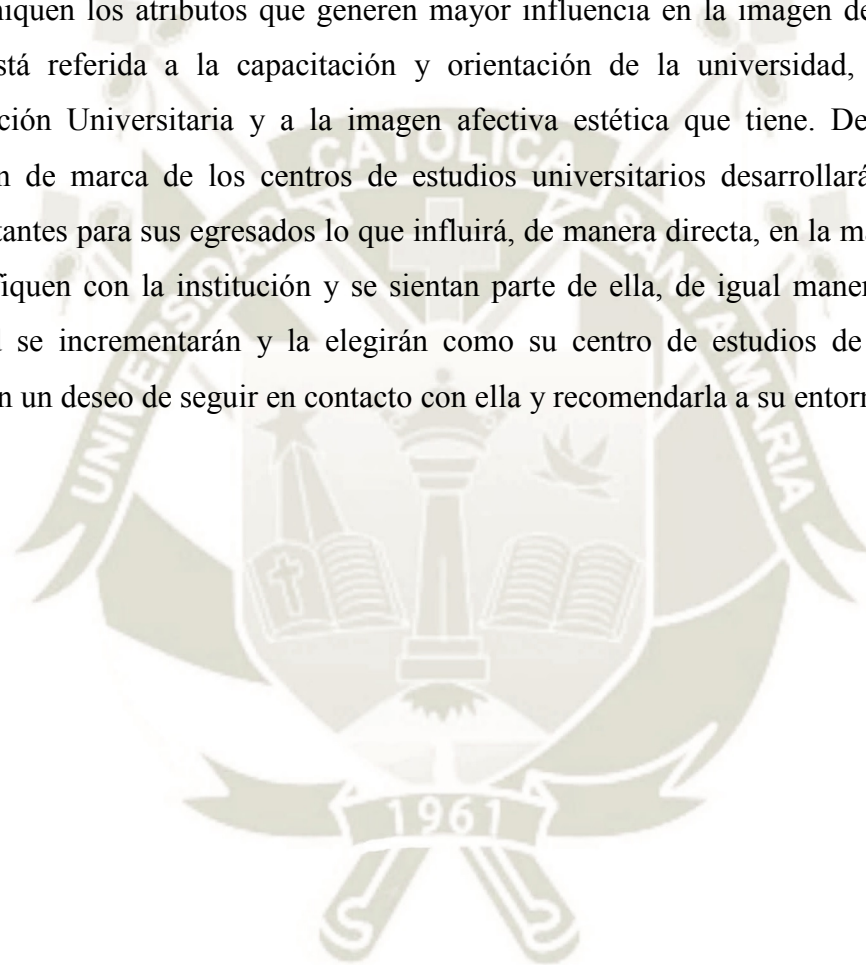 niquen los atributos que generen mayor influencia en la imagen de
stá referida a la capacitación y orientación de la universidad,
ción Universitaria y a la imagen afectiva estética que tiene. De
n de marca de los centros de estudios universitarios desarrollará
tantes para sus egresados lo que influirá, de manera directa, en la ma
fiquen con la institución y se sientan parte de ella, de igual maner
l se incrementarán y la elegirán como su centro de estudios de
n un deseo de seguir en contacto con ella y recomendarla a su entorn
UNIVERSIDAD CATOLICA SANTA MARIA
1961